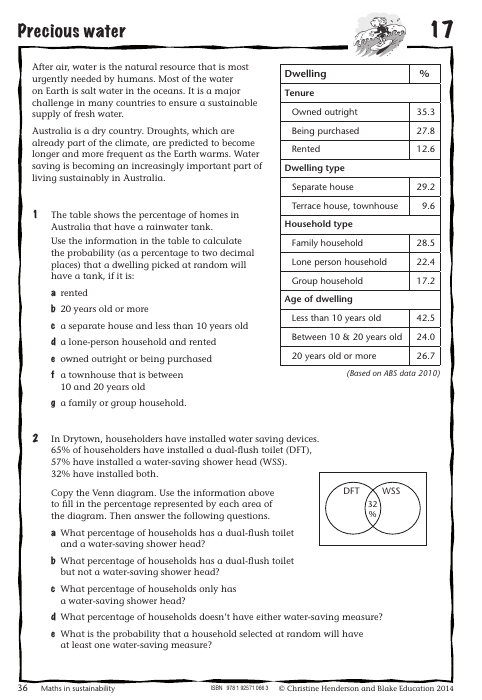 Precious water
17
After air, water is the natural resource that is most
urgently needed by humans. Most of the water
on Earth is salt water in the oceans. It is a major
challenge in many countries to ensure a sustainable
supply of fresh water.
Australia is a dry country. Droughts, which are
already part of the climate, are predicted to become
longer and more frequent as the Earth warms. Water
saving is becoming an increasingly important part of
living sustainably in Australia.
1 The table shows the percentage of homes in
Australia that have a rainwater tank.
Use the information in the table to calculate
the probability (as a percentage to two decimal
places) that a dwelling picked at random will
have a tank, if it is:
a rented
b 20 years old or more
c a separate house and less than 10 years old
d a lone-person household and rented
e owned outright or being purchased
f a townhouse that is between
10 and 20 years old
g a family or group household.
Dwelling %
Tenure
Owned outright 35.3
Being purchased 27.8
Rented 12.6
Dwelling type
Separate house 29.2
Terrace house, townhouse 9.6
Household type
Family household 28.5
Lone person household 22.4
Group household 17.2
Age of dwelling
Less than 10 years old 42.5
Between 10 & 20 years old 24.0
20 years old or more 26.7
(Based on ABS data 2010)
2 In Drytown, householders have installed water saving devices.
65% of householders have installed a dual-flush toilet (DFT),
57% have installed a water-saving shower head (WSS).
32% have installed both.
Copy the Venn diagram. Use the information above
to fill in the percentage represented by each area of
the diagram. Then answer the following questions.
a What percentage of households has a dual-flush toilet
and a water-saving shower head?
b What percentage of households has a dual-flush toilet
but not a water-saving shower head?
c What percentage of households only has
a water-saving shower head?
d What percentage of households doesn't have either water-saving measure?
e What is the probability that a household selected at random will have
at least one water-saving measure?
DFT WSS
32
%
36 Maths in sustainability ISBN 978 1 92571 066 3 © Christine Henderson and Blake Education 2014